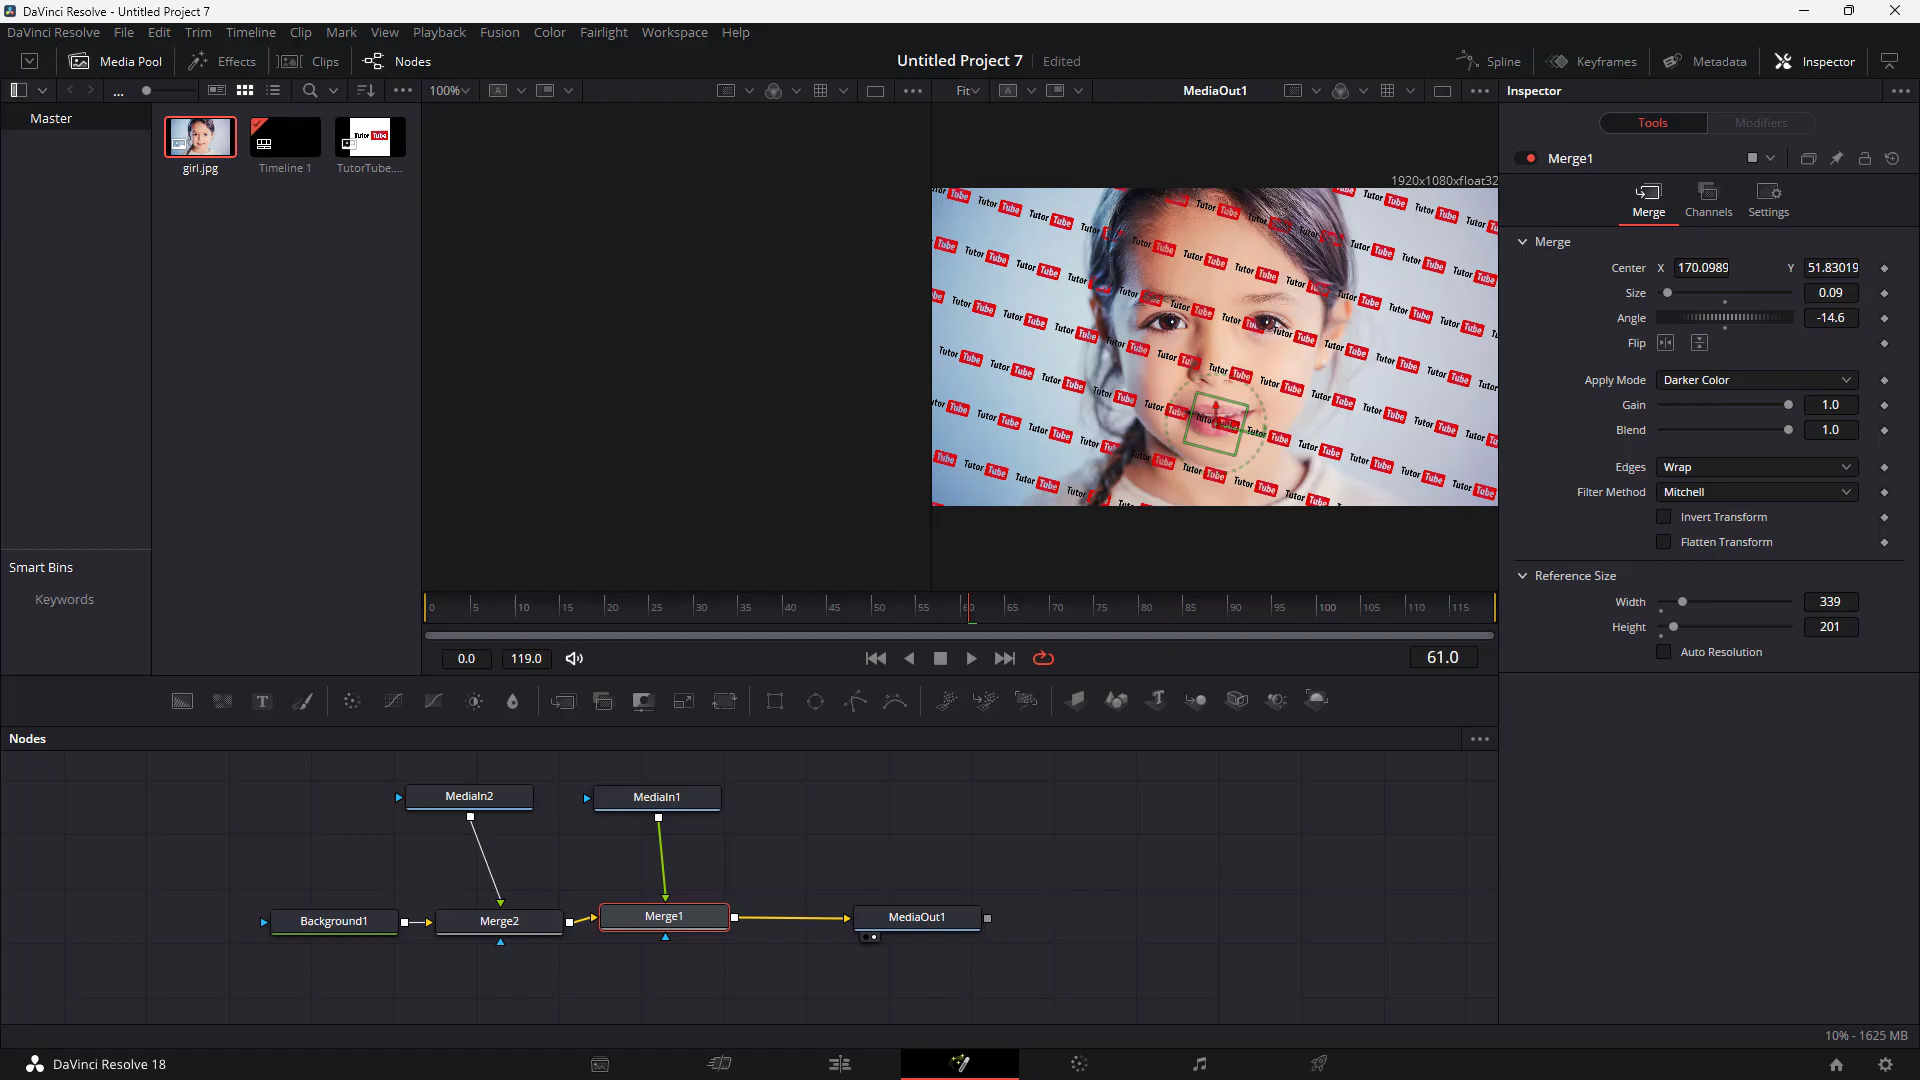 DaVinci Resolve - Untitled Project 7
DaVinci Resolve File Edit Trim Timeline Clip Mark View Playback Fusion Color Fairlight Workspace Help
Media Pool Effects Clips Nodes Untitled Project 7 Edited Spline Keyframes Metadata Inspector
... 100% Fit MediaOut1 Inspector
Master
girl.jpg Timeline 1 TutorTube....
Tutor Tube
1920x1080xfloat32
Tools Modifiers
Merge1
Merge Channels Settings
Merge
Center X 170.0989 Y 51.83019
Size 0.09
Angle -14.6
Flip
Apply Mode Darker Color
Gain 1.0
Blend 1.0
Edges Wrap
Filter Method Mitchell
Invert Transform
Flatten Transform
Reference Size
Width 339
Height 201
Auto Resolution
Smart Bins
Keywords
0 5 10 15 20 25 30 35 40 45 50 55 60 65 70 75 80 85 90 95 100 105 110 115
0.0 119.0 61.0
Nodes
MediaIn2 MediaIn1
Background1 Merge2 Merge1 MediaOut1
10% - 1625 MB
DaVinci Resolve 18